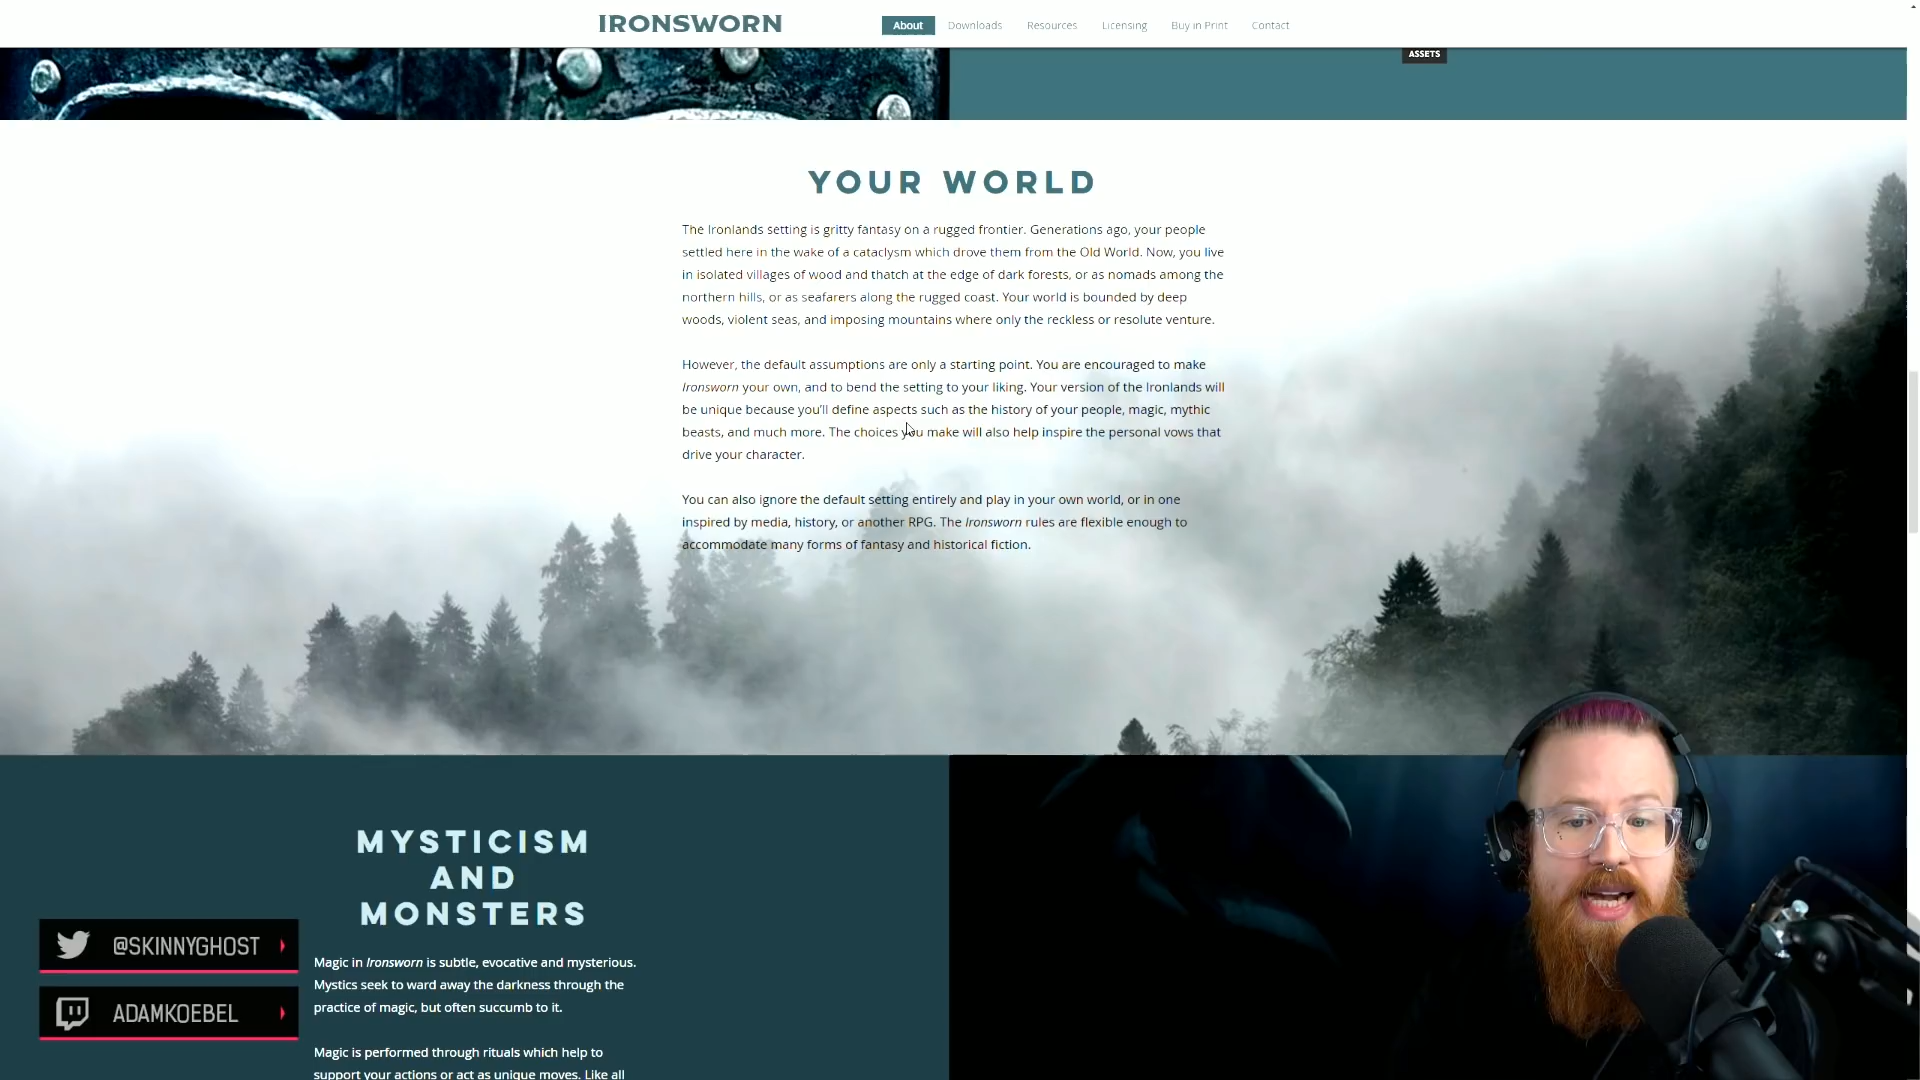 IRONSWORN
About
Downloads
Resources
Licensing
Buy in Print
Contact
ASSETS
YOUR WORLD
The Ironlands setting is gritty fantasy on a rugged frontier. Generations ago, your people
settled here in the wake of a cataclysm which drove them from the Old World. Now, you live
in isolated villages of wood and thatch at the edge of dark forests, or as nomads among the
northern hills, or as seafarers along the rugged coast. Your world is bounded by deep
woods, violent seas, and imposing mountains where only the reckless or resolute venture.
However, the default assumptions are only a starting point. You are encouraged to make
Ironsworn your own, and to bend the setting to your liking. Your version of the Ironlands will
be unique because you'll define aspects such as the history of your people, magic, mythic
beasts, and much more. The choices you make will also help inspire the personal vows that
drive your character.
You can also ignore the default setting entirely and play in your own world, or in one
inspired by media, history, or another RPG. The Ironsworn rules are flexible enough to
accommodate many forms of fantasy and historical fiction.
MYSTICISM
AND
MONSTERS
Magic in Ironsworn is subtle, evocative and mysterious.
Mystics seek to ward away the darkness through the
practice of magic, but often succumb to it.
Magic is performed through rituals which help to
support your actions or act as unique moves. Like all
@SKINNYGHOST
ADAMKOEBEL